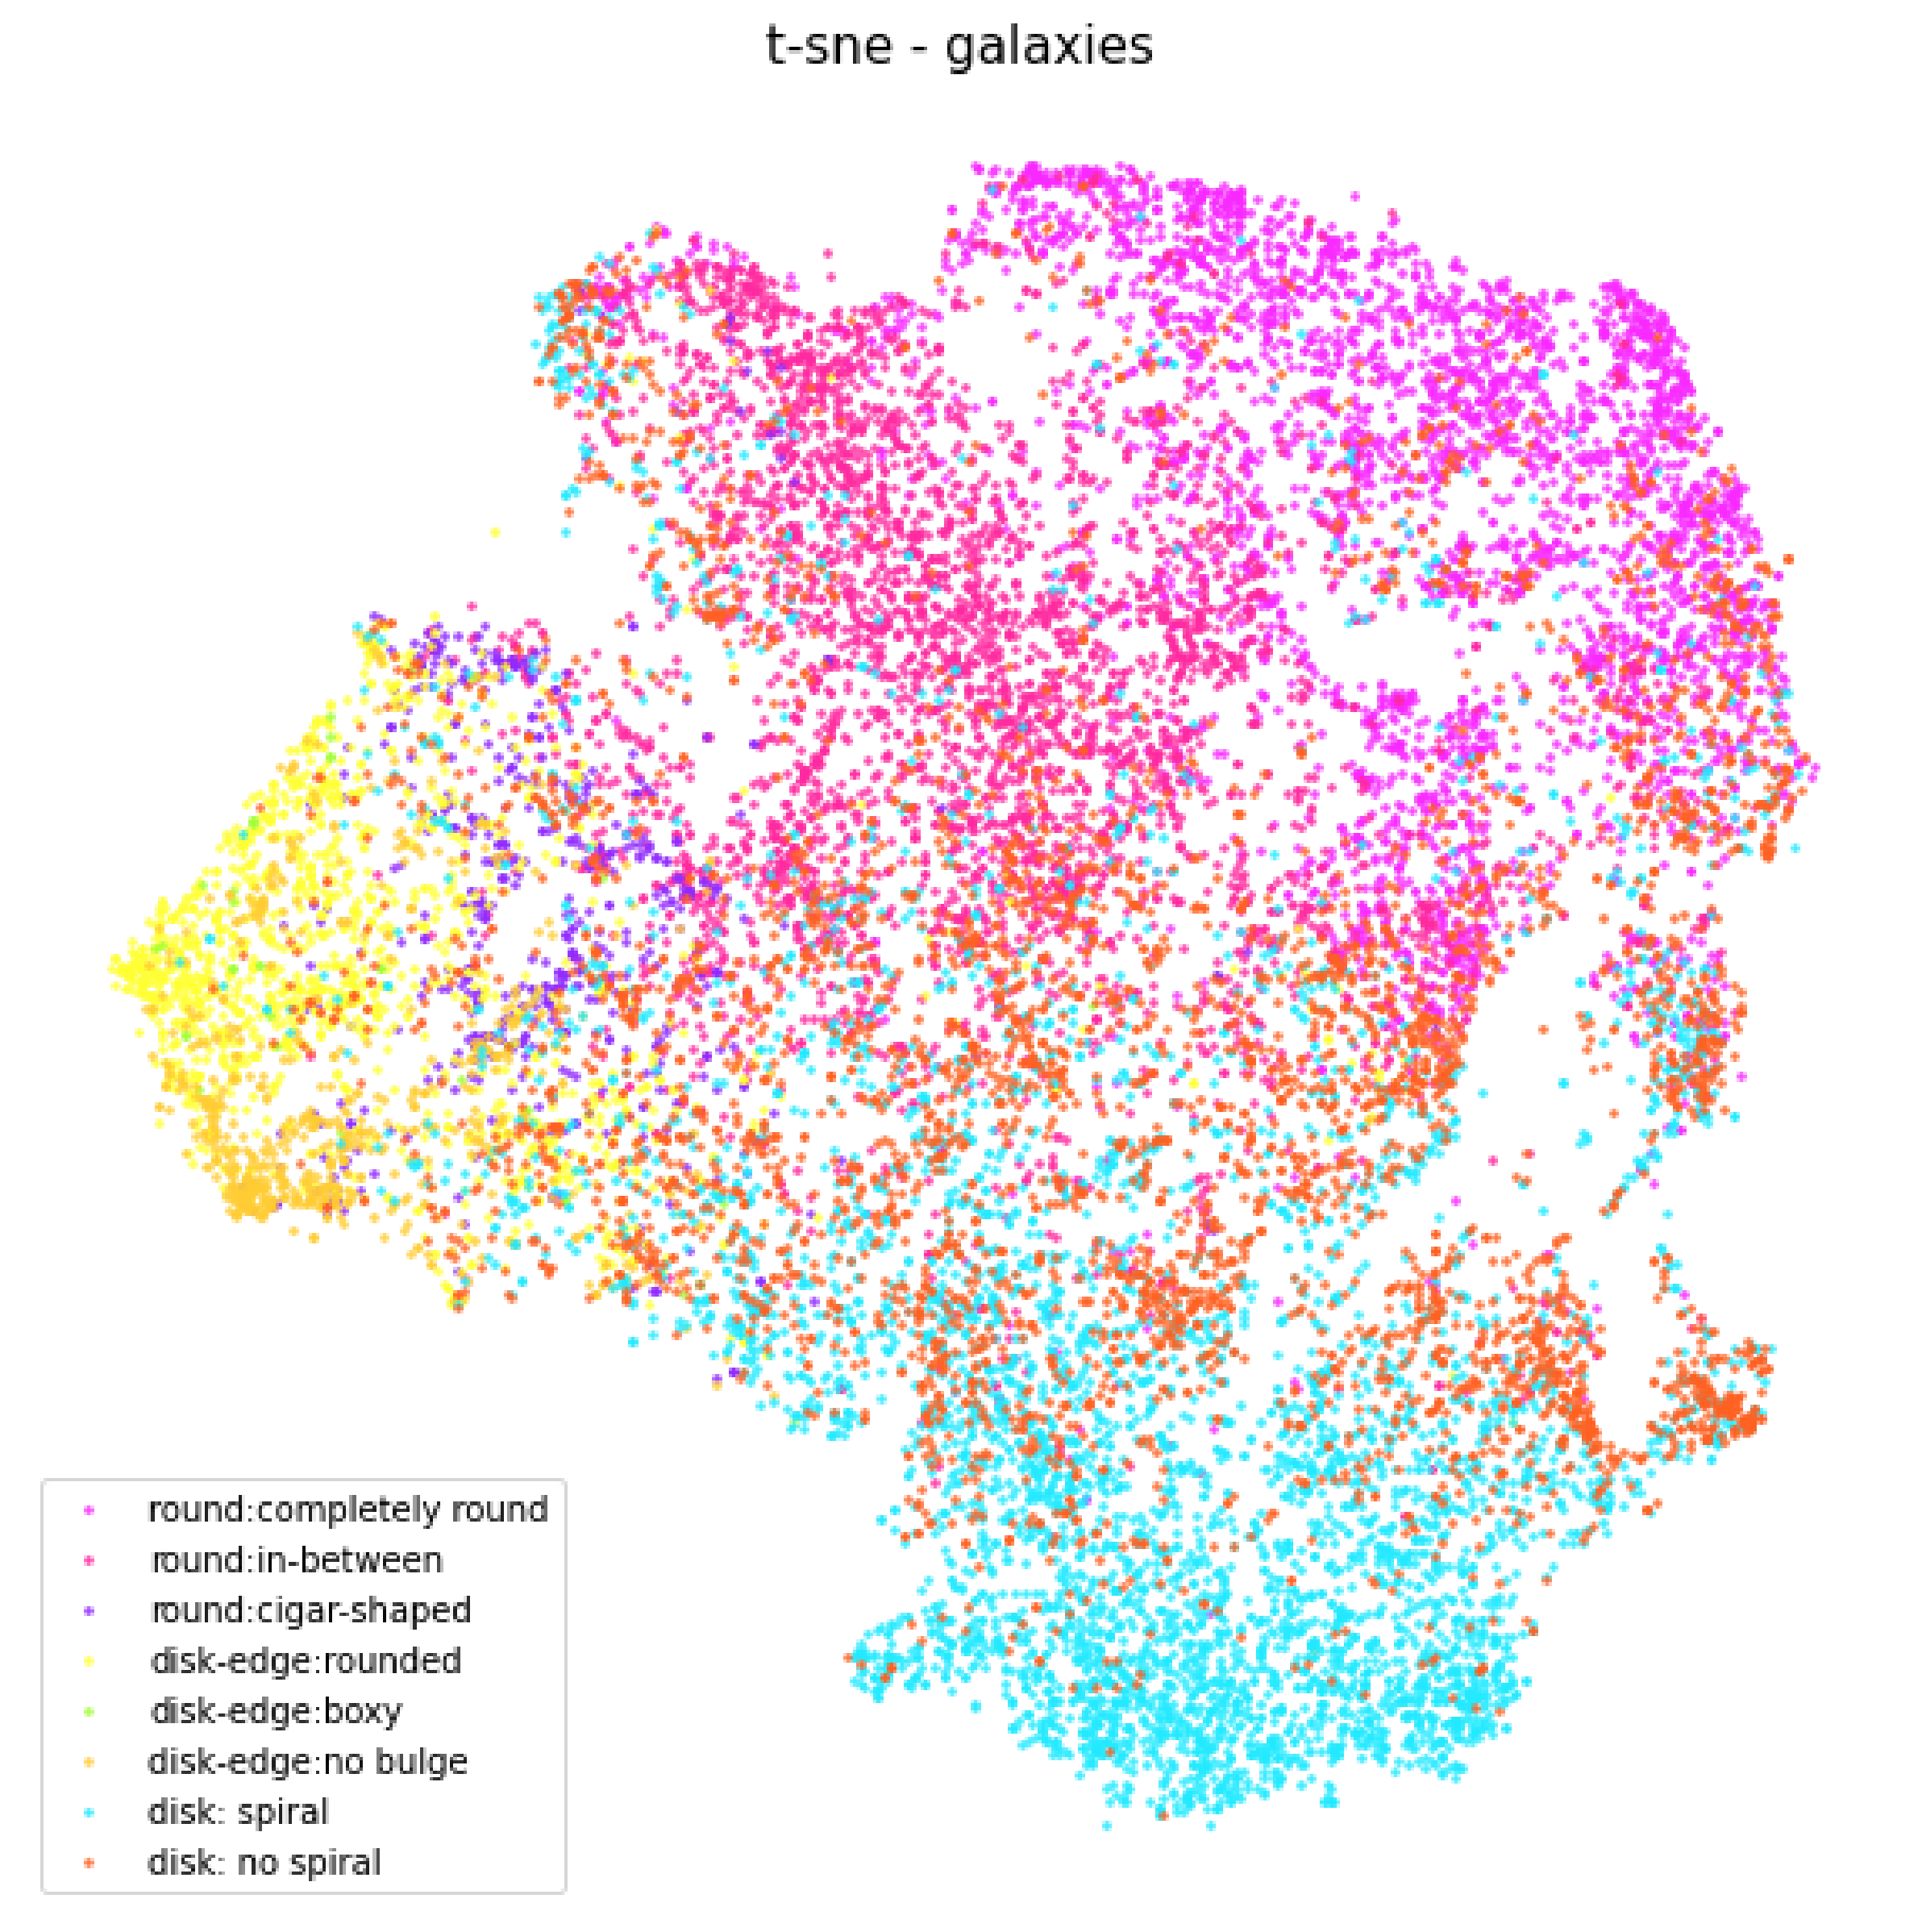 t-sne - galaxies
round:completely round
round:in-between
round:cigar-shaped
disk-edge:rounded
disk-edge:boxy
disk-edge:no bulge
disk: spiral
disk: no spiral